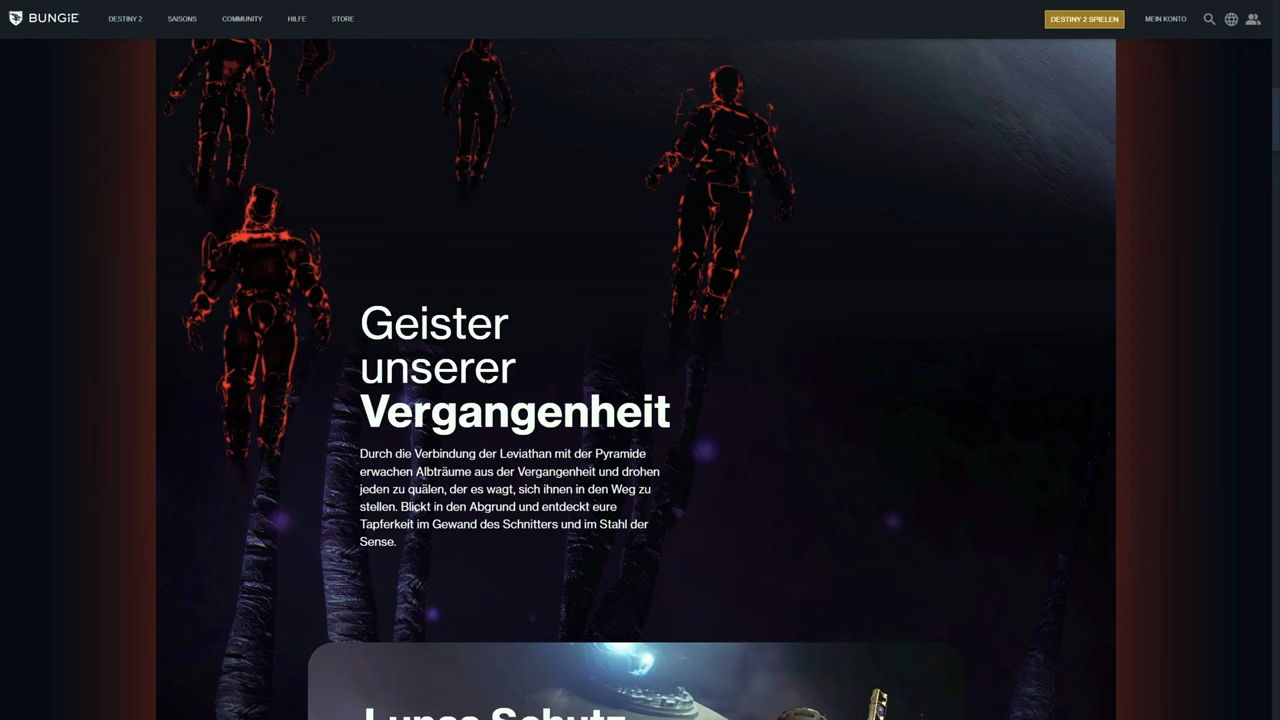 BUNGIE DESTINY 2 SAISONS COMMUNITY HILFE STORE DESTINY 2 SPIELEN MEIN KONTO
Geister
unserer
Vergangenheit
Durch die Verbindung der Leviathan mit der Pyramide
erwachen Albträume aus der Vergangenheit und drohen
jeden zu quälen, der es wagt, sich ihnen in den Weg zu
stellen. Blickt in den Abgrund und entdeckt eure
Tapferkeit im Gewand des Schnitters und im Stahl der
Sense.
Lunas Schutz